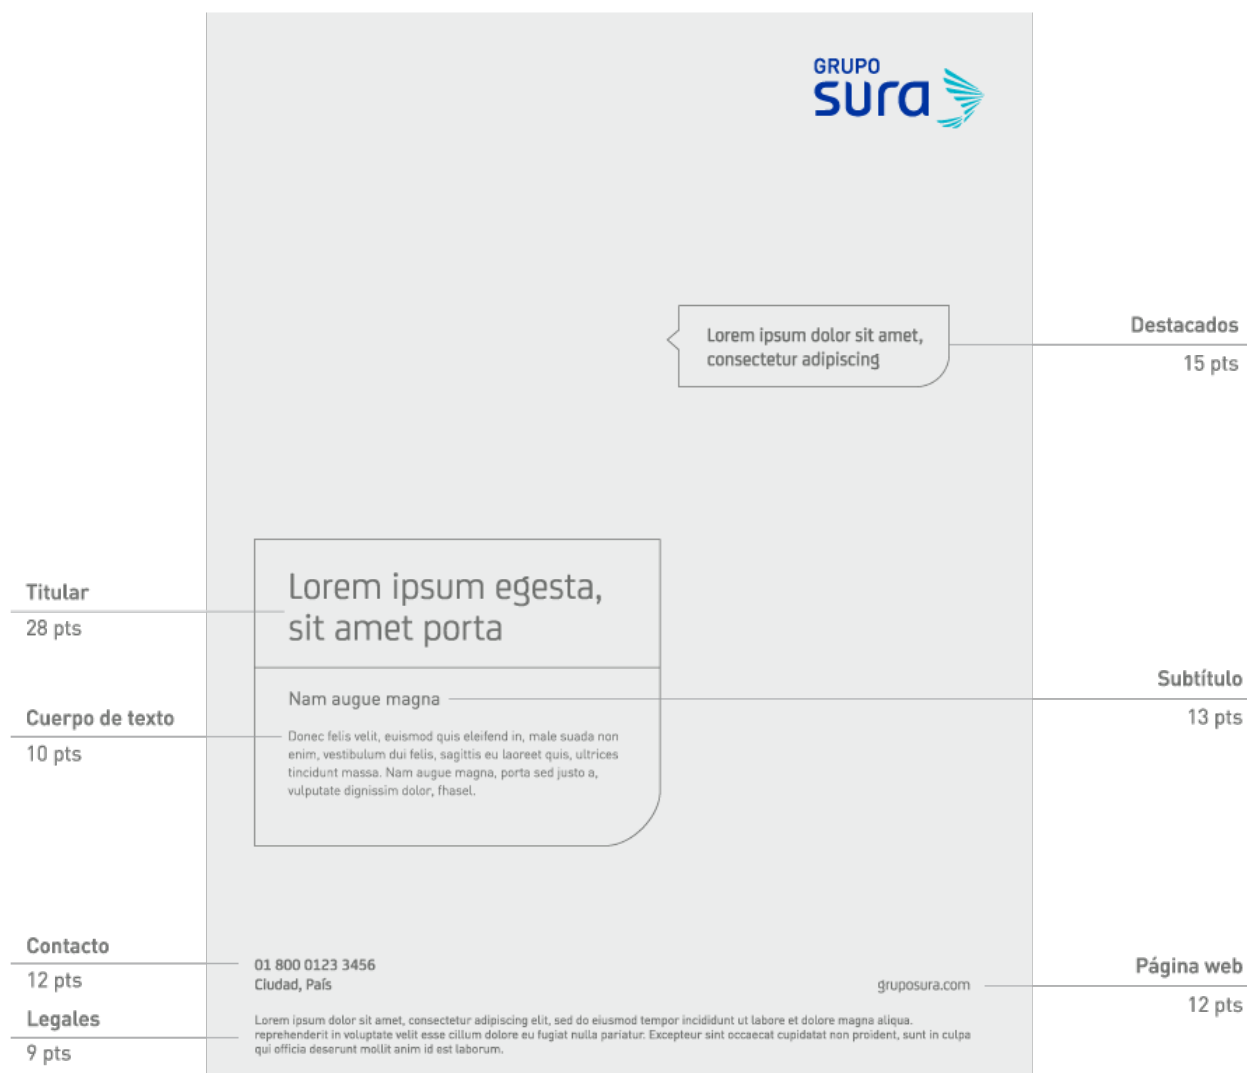 GRUPO
sura
Lorem ipsum dolor sit amet,
consectetur adipiscing
Destacados
15 pts
Titular
28 pts
Lorem ipsum egesta,
sit amet porta
Subtítulo
13 pts
Nam augue magna
Cuerpo de texto
10 pts
Donec felis velit, euismod quis eleifend in, male suada non
enim, vestibulum dui felis, sagittis eu laoreet quis, ultrices
tincidunt massa. Nam augue magna, porta sed justo a,
vulputate dignissim dolor, fhasel.
Contacto
12 pts
01 800 0123 3456
Ciudad, País
gruposura.com
Página web
12 pts
Legales
9 pts
Lorem ipsum dolor sit amet, consectetur adipiscing elit, sed do eiusmod tempor incididunt ut labore et dolore magna aliqua.
reprehenderit in voluptate velit esse cillum dolore eu fugiat nulla pariatur. Excepteur sint occaecat cupidatat non proident, sunt in culpa
qui officia deserunt mollit anim id est laborum.